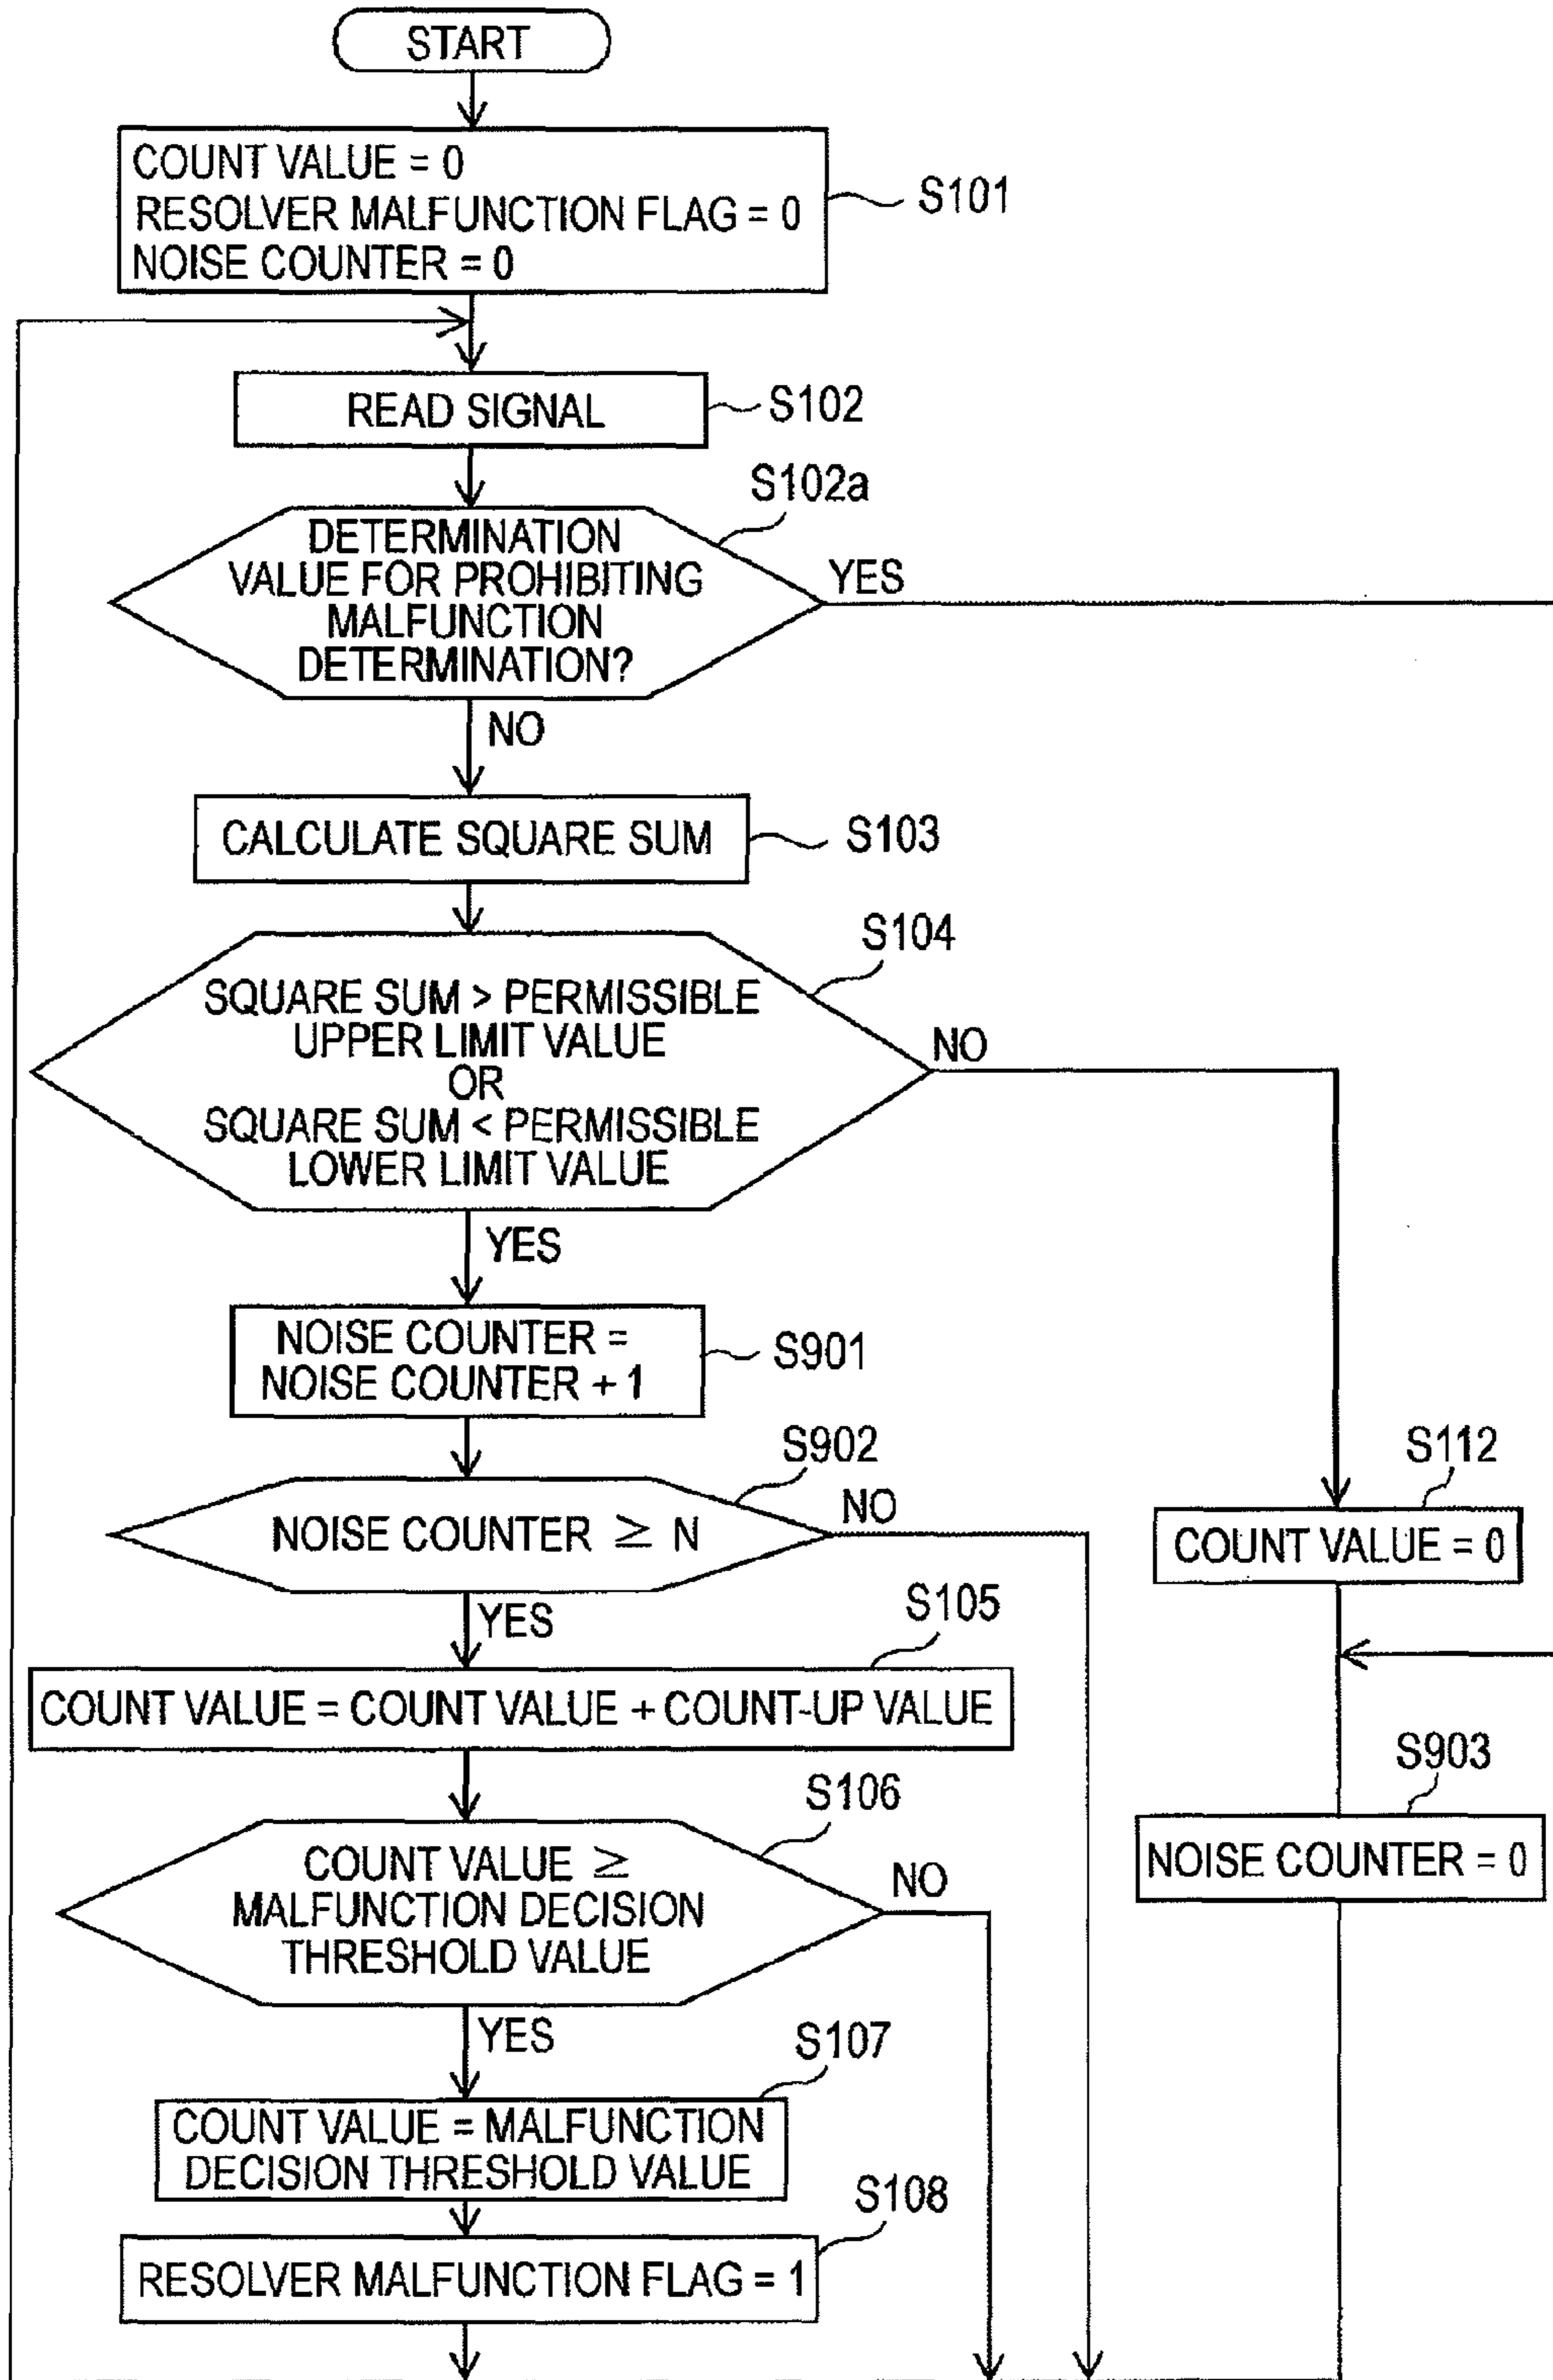 START
COUNT VALUE = 0
RESOLVER MALFUNCTION FLAG = 0
NOISE COUNTER = 0
S101
READ SIGNAL
S102
S102a
DETERMINATION
VALUE FOR PROHIBITING
MALFUNCTION
DETERMINATION?
YES
NO
CALCULATE SQUARE SUM
S103
S104
SQUARE SUM > PERMISSIBLE
UPPER LIMIT VALUE
OR
SQUARE SUM < PERMISSIBLE
LOWER LIMIT VALUE
NO
YES
NOISE COUNTER =
NOISE COUNTER + 1
S901
S902
NOISE COUNTER ≥ N
NO
YES
S112
COUNT VALUE = 0
S105
COUNT VALUE = COUNT VALUE + COUNT-UP VALUE
S903
NOISE COUNTER = 0
S106
COUNT VALUE ≥
MALFUNCTION DECISION
THRESHOLD VALUE
NO
YES
S107
COUNT VALUE = MALFUNCTION
DECISION THRESHOLD VALUE
S108
RESOLVER MALFUNCTION FLAG = 1